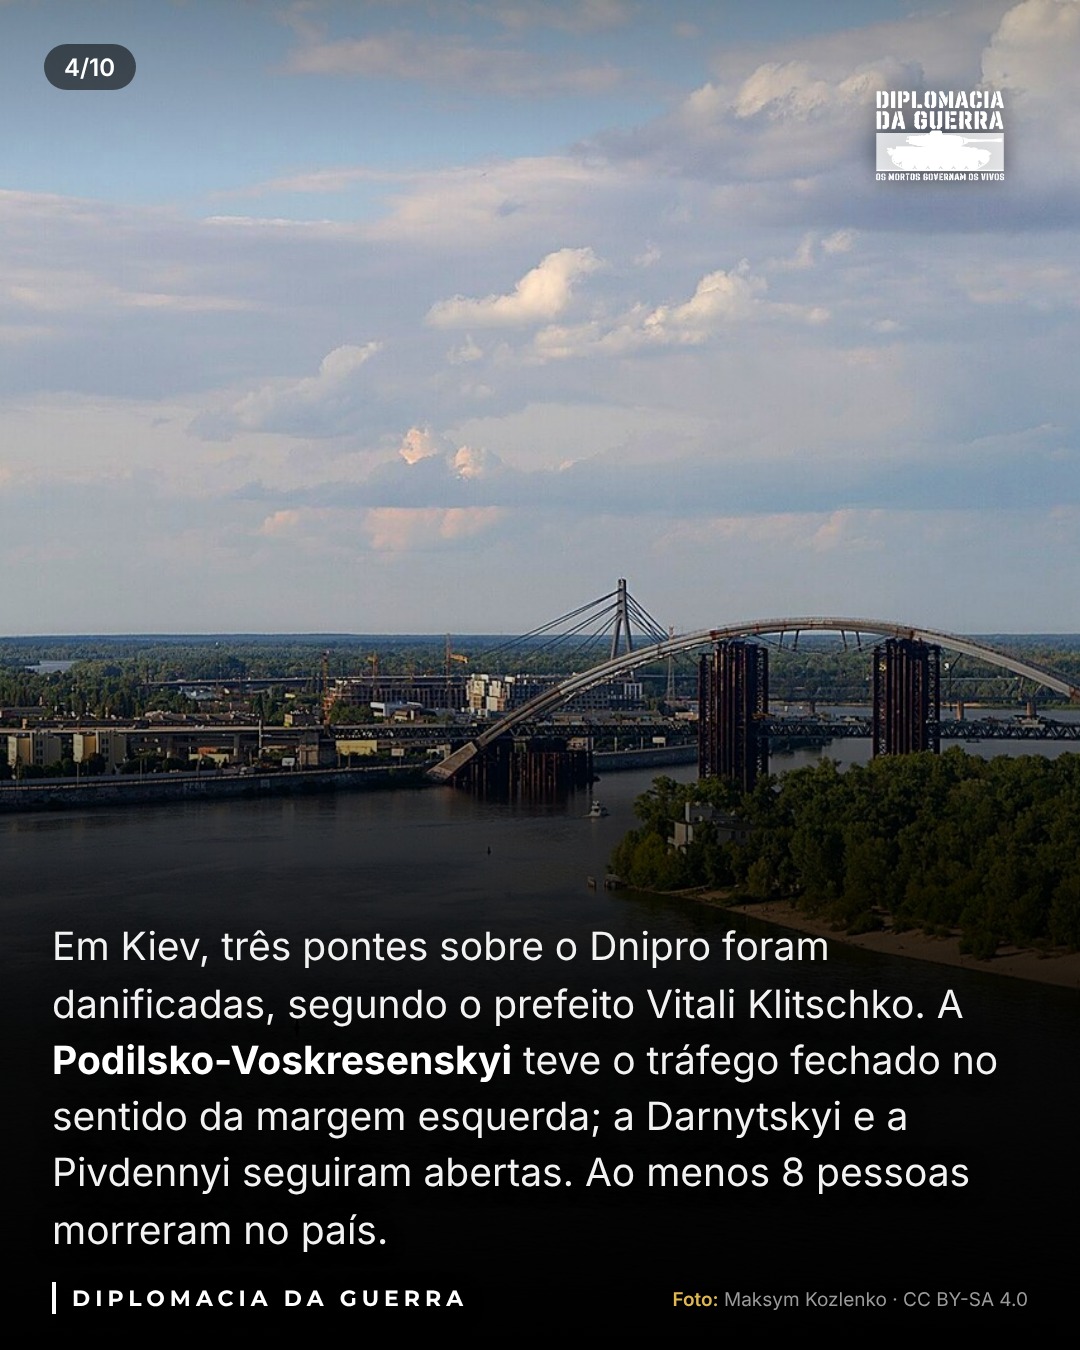 4/10
DIPLOMACIA
DA GUERRA
OS MORTOS GOVERNAM OS VIVOS
Em Kiev, três pontes sobre o Dnipro foram
danificadas, segundo o prefeito Vitali Klitschko. A
Podilsko-Voskresenskyi teve o tráfego fechado no
sentido da margem esquerda; a Darnytskyi e a
Pivdennyi seguiram abertas. Ao menos 8 pessoas
morreram no país.
DIPLOMACIA DA GUERRA
Foto: Maksym Kozlenko · CC BY-SA 4.0